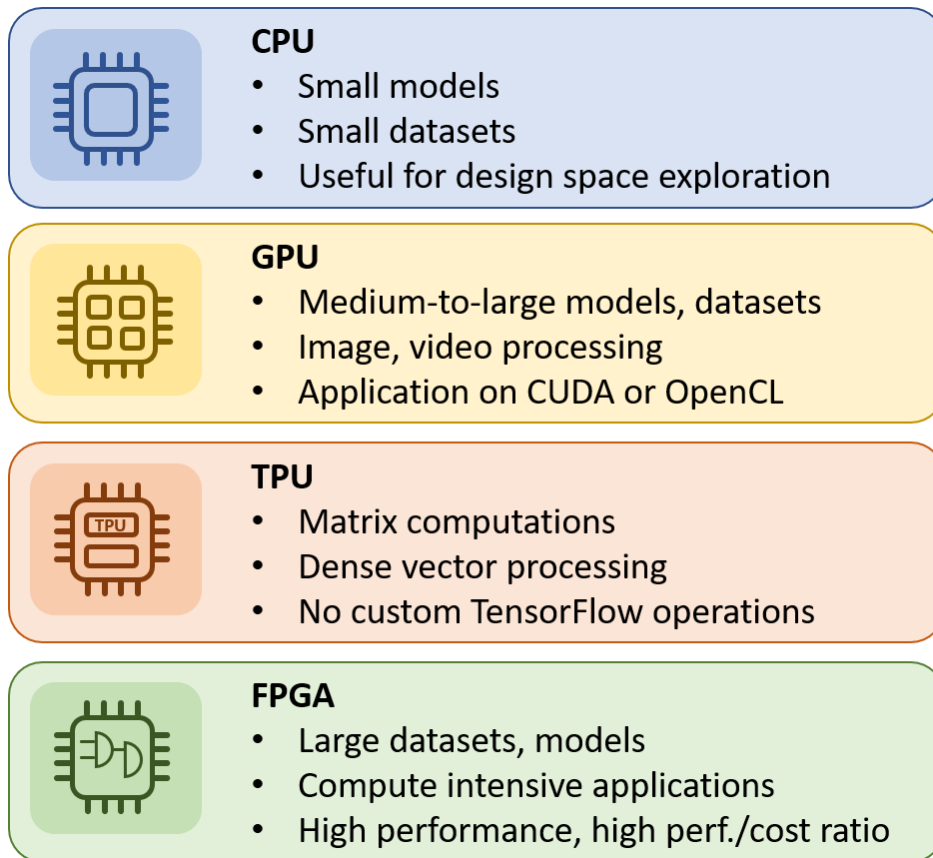 CPU
• Small models
• Small datasets
• Useful for design space exploration
GPU
• Medium-to-large models, datasets
• Image, video processing
• Application on CUDA or OpenCL
TPU
TPU
• Matrix computations
• Dense vector processing
• No custom TensorFlow operations
FPGA
• Large datasets, models
• Compute intensive applications
• High performance, high perf./cost ratio